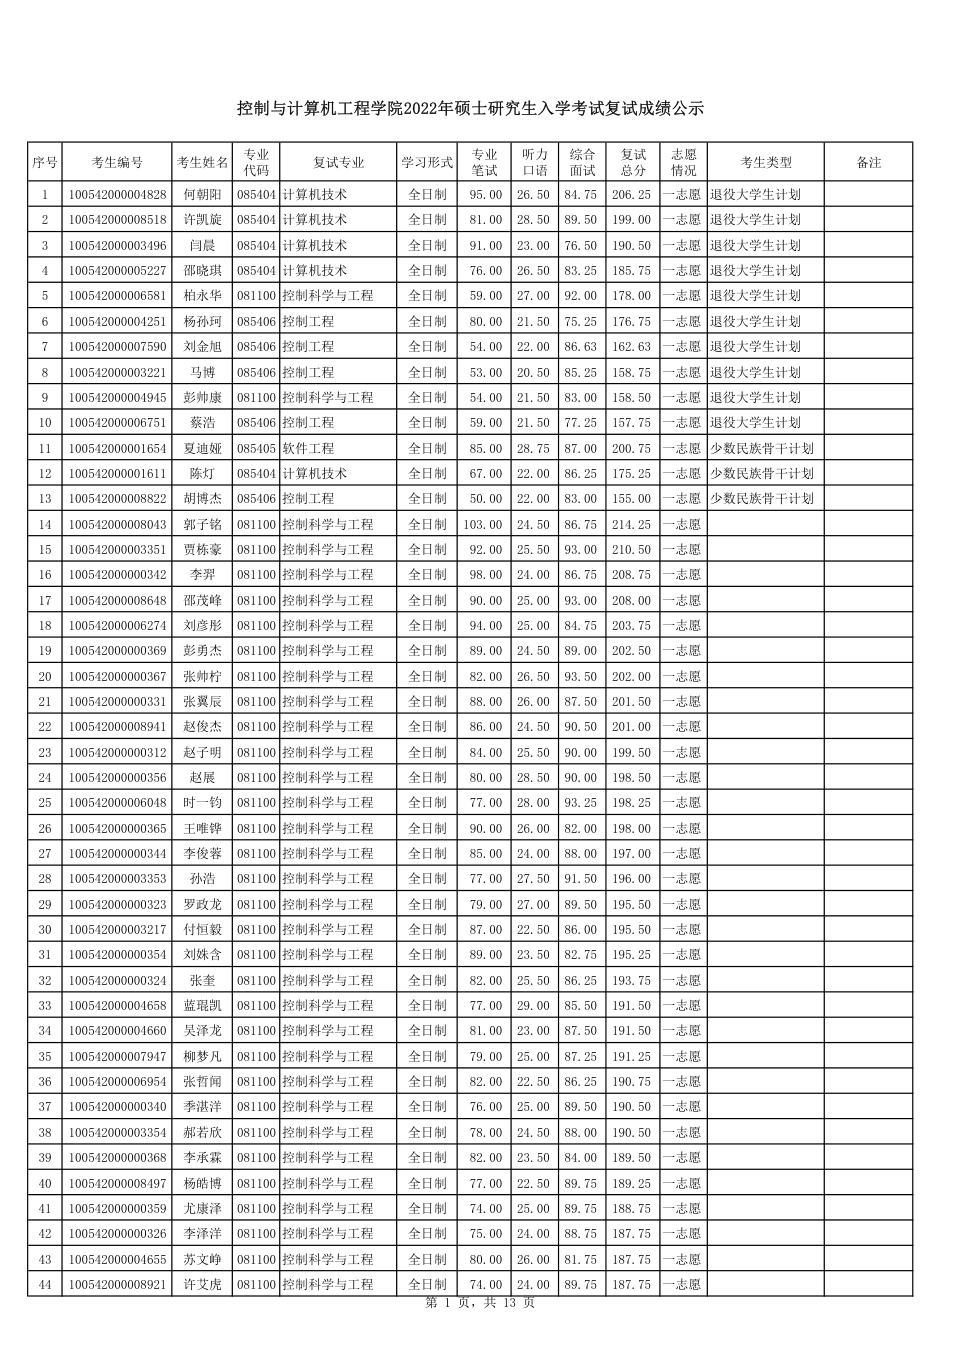 控制与计算机工程学院2022年硕士研究生入学考试复试成绩公示
序号 考生编号 考生姓名 专业代码 复试专业 学习形式 专业笔试 听力口语 综合面试 复试总分 志愿情况 考生类型 备注
1 100542000004828 何朝阳 085404 计算机技术 全日制 95.00 26.50 84.75 206.25 一志愿 退役大学生计划
2 100542000008518 许凯旋 085404 计算机技术 全日制 81.00 28.50 89.50 199.00 一志愿 退役大学生计划
3 100542000003496 闫晨 085404 计算机技术 全日制 91.00 23.00 76.50 190.50 一志愿 退役大学生计划
4 100542000005227 邵晓琪 085404 计算机技术 全日制 76.00 26.50 83.25 185.75 一志愿 退役大学生计划
5 100542000006581 柏永华 081100 控制科学与工程 全日制 59.00 27.00 92.00 178.00 一志愿 退役大学生计划
6 100542000004251 杨孙珂 085406 控制工程 全日制 80.00 21.50 75.25 176.75 一志愿 退役大学生计划
7 100542000007590 刘金旭 085406 控制工程 全日制 54.00 22.00 86.63 162.63 一志愿 退役大学生计划
8 100542000003221 马博 085406 控制工程 全日制 53.00 20.50 85.25 158.75 一志愿 退役大学生计划
9 100542000004945 彭帅康 081100 控制科学与工程 全日制 54.00 21.50 83.00 158.50 一志愿 退役大学生计划
10 100542000006751 蔡浩 085406 控制工程 全日制 59.00 21.50 77.25 157.75 一志愿 退役大学生计划
11 100542000001654 夏迪娅 085405 软件工程 全日制 85.00 28.75 87.00 200.75 一志愿 少数民族骨干计划
12 100542000001611 陈灯 085404 计算机技术 全日制 67.00 22.00 86.25 175.25 一志愿 少数民族骨干计划
13 100542000008822 胡博杰 085406 控制工程 全日制 50.00 22.00 83.00 155.00 一志愿 少数民族骨干计划
14 100542000008043 郭子铭 081100 控制科学与工程 全日制 103.00 24.50 86.75 214.25 一志愿
15 100542000003351 贾栋豪 081100 控制科学与工程 全日制 92.00 25.50 93.00 210.50 一志愿
16 100542000000342 李羿 081100 控制科学与工程 全日制 98.00 24.00 86.75 208.75 一志愿
17 100542000008648 邵茂峰 081100 控制科学与工程 全日制 90.00 25.00 93.00 208.00 一志愿
18 100542000006274 刘彦彤 081100 控制科学与工程 全日制 94.00 25.00 84.75 203.75 一志愿
19 100542000000369 彭勇杰 081100 控制科学与工程 全日制 89.00 24.50 89.00 202.50 一志愿
20 100542000000367 张帅柠 081100 控制科学与工程 全日制 82.00 26.50 93.50 202.00 一志愿
21 100542000000331 张翼辰 081100 控制科学与工程 全日制 88.00 26.00 87.50 201.50 一志愿
22 100542000008941 赵俊杰 081100 控制科学与工程 全日制 86.00 24.50 90.50 201.00 一志愿
23 100542000000312 赵子明 081100 控制科学与工程 全日制 84.00 25.50 90.00 199.50 一志愿
24 100542000000356 赵展 081100 控制科学与工程 全日制 80.00 28.50 90.00 198.50 一志愿
25 100542000006048 时一钧 081100 控制科学与工程 全日制 77.00 28.00 93.25 198.25 一志愿
26 100542000000365 王唯铧 081100 控制科学与工程 全日制 90.00 26.00 82.00 198.00 一志愿
27 100542000000344 李俊蓉 081100 控制科学与工程 全日制 85.00 24.00 88.00 197.00 一志愿
28 100542000003353 孙浩 081100 控制科学与工程 全日制 77.00 27.50 91.50 196.00 一志愿
29 100542000000323 罗政龙 081100 控制科学与工程 全日制 79.00 27.00 89.50 195.50 一志愿
30 100542000003217 付恒毅 081100 控制科学与工程 全日制 87.00 22.50 86.00 195.50 一志愿
31 100542000000354 刘姝含 081100 控制科学与工程 全日制 89.00 23.50 82.75 195.25 一志愿
32 100542000000324 张奎 081100 控制科学与工程 全日制 82.00 25.50 86.25 193.75 一志愿
33 100542000004658 蓝琨凯 081100 控制科学与工程 全日制 77.00 29.00 85.50 191.50 一志愿
34 100542000004660 吴泽龙 081100 控制科学与工程 全日制 81.00 23.00 87.50 191.50 一志愿
35 100542000007947 柳梦凡 081100 控制科学与工程 全日制 79.00 25.00 87.25 191.25 一志愿
36 100542000006954 张哲闻 081100 控制科学与工程 全日制 82.00 22.50 86.25 190.75 一志愿
37 100542000000340 季湛洋 081100 控制科学与工程 全日制 76.00 25.00 89.50 190.50 一志愿
38 100542000003354 郝若欣 081100 控制科学与工程 全日制 78.00 24.50 88.00 190.50 一志愿
39 100542000000368 李承霖 081100 控制科学与工程 全日制 82.00 23.50 84.00 189.50 一志愿
40 100542000008497 杨皓博 081100 控制科学与工程 全日制 77.00 22.50 89.75 189.25 一志愿
41 100542000000359 尤康泽 081100 控制科学与工程 全日制 74.00 25.00 89.75 188.75 一志愿
42 100542000000326 李泽洋 081100 控制科学与工程 全日制 75.00 24.00 88.75 187.75 一志愿
43 100542000004655 苏文峥 081100 控制科学与工程 全日制 80.00 26.00 81.75 187.75 一志愿
44 100542000008921 许艾虎 081100 控制科学与工程 全日制 74.00 24.00 89.75 187.75 一志愿
第 1 页，共 13 页